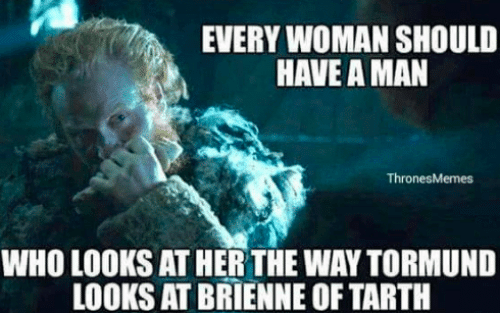 EVERY WOMAN SHOULD
HAVE A MAN
ThronesMemes
WHO LOOKS AT HER THE WAY TORMUND
LOOKS AT BRIENNE OF TARTH